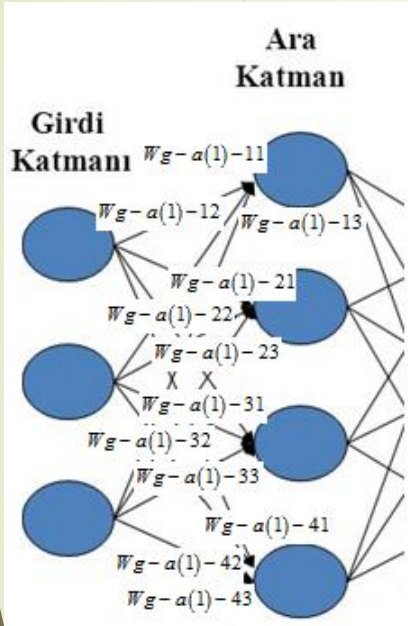 Ara
Katman
Girdi
Katmanı
Wg-a(1)-11
Wg-a(1)-12
Wg-a(1)-13
Wg-a(1)-21
Wg-a(1)-22
Wg-a(1)-23
Wg-a(1)-31
Wg-a(1)-32
Wg-a(1)-33
Wg-a(1)-41
Wg-a(1)-42
Wg-a(1)-43